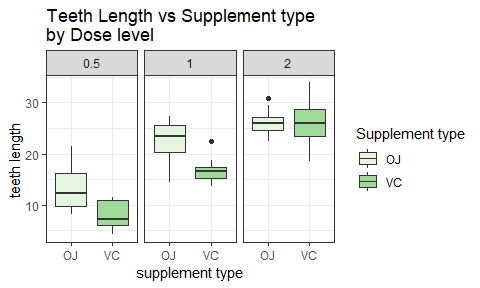 Teeth Length vs Supplement type
by Dose level
0.5 1 2
30
20
10
teeth length
OJ VC OJ VC OJ VC
supplement type
Supplement type
OJ
VC